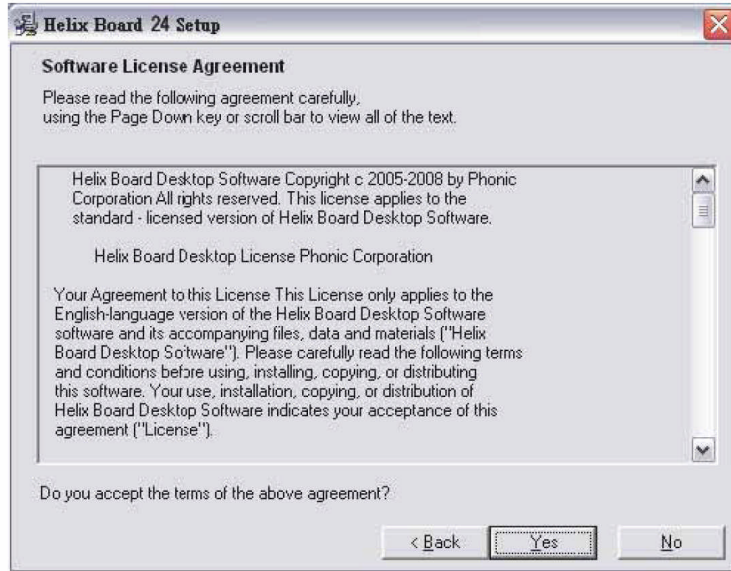 Helix Board 24 Setup
Software License Agreement
Please read the following agreement carefully,
using the Page Down key or scroll bar to view all of the text.
Helix Board Desktop Software Copyright c 2005-2008 by Phonic
Corporation All rights reserved. This license applies to the
standard - licensed version of Helix Board Desktop Software.
Helix Board Desktop License Phonic Corporation
Your Agreement to this License This License only applies to the
English-language version of the Helix Board Desktop Software
software and its accompanying files, data and materials ("Helix
Board Desktop Software"). Please carefully read the following terms
and conditions before using, installing, copying, or distributing
this software. Your use, installation, copying, or distribution of
Helix Board Desktop Software indicates your acceptance of this
agreement ("License").
Do you accept the terms of the above agreement?
< Back Yes No